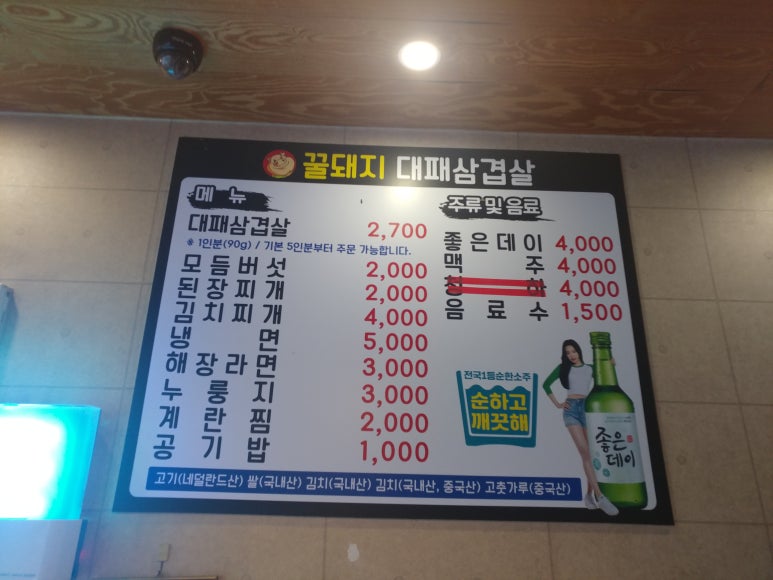 꿀돼지 대패삼겹살
메 뉴
대패삼겹살 2,700
※ 1인분(90g) / 기본 5인분부터 주문 가능합니다.
모듬버섯 2,000
된장찌개 2,000
김치찌개 4,000
냉 면 5,000
해장라면 3,000
누룽지 3,000
계란찜 2,000
공기밥 1,000
주류 및 음료
좋은데이 4,000
맥 주 4,000
청 하 4,000
음료수 1,500
전국1등순한소주
순하고
깨끗해
좋은
데이
고기(네덜란드산) 쌀(국내산) 김치(국내산) 김치(국내산, 중국산) 고춧가루(중국산)